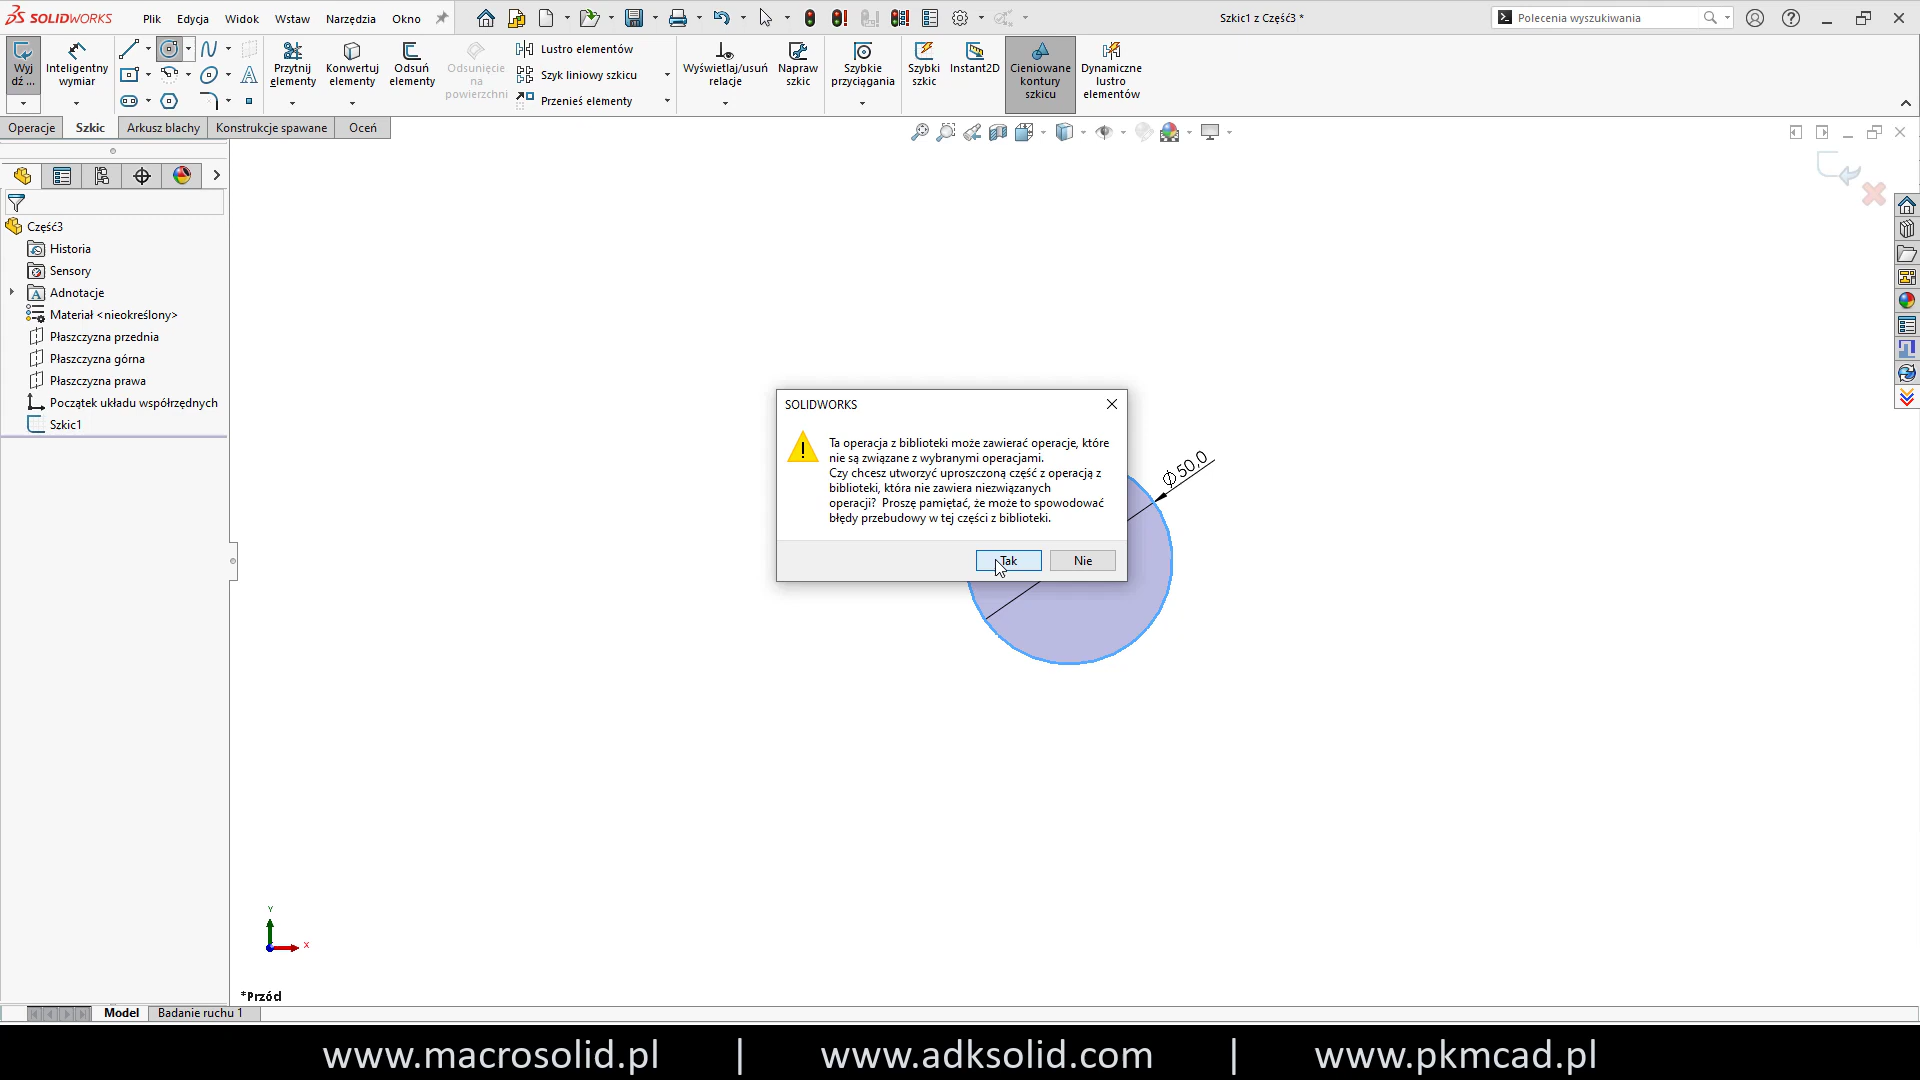 SOLIDWORKS
Plik
Edycja
Widok
Wstaw
Narzędzia
Okno
Szkic1 z Część3 *
Polecenia wyszukiwania
Wyj
dź ...
Inteligentny
wymiar
Przytnij
elementy
Konwertuj
elementy
Odsuń
elementy
Odsunięcie
na
powierzchni
Lustro elementów
Szyk liniowy szkicu
Przenieś elementy
Wyświetlaj/usuń
relacje
Napraw
szkic
Szybkie
przyciągania
Szybki
szkic
Instant2D
Cieniowane
kontury
szkicu
Dynamiczne
lustro
elementów
Operacje
Szkic
Arkusz blachy
Konstrukcje spawane
Oceń
Część3
Historia
Sensory
Adnotacje
Materiał <nieokreślony>
Płaszczyzna przednia
Płaszczyzna górna
Płaszczyzna prawa
Początek układu współrzędnych
Szkic1
SOLIDWORKS
Ta operacja z biblioteki może zawierać operacje, które
nie są związane z wybranymi operacjami.
Czy chcesz utworzyć uproszczoną część z operacją z
biblioteki, która nie zawiera niezwiązanych
operacji? Proszę pamiętać, że może to spowodować
błędy przebudowy w tej części z biblioteki.
Tak
Nie
Φ50,0
Y
X
*Przód
Model
Badanie ruchu 1
www.macrosolid.pl | www.adksolid.com | www.pkmcad.pl